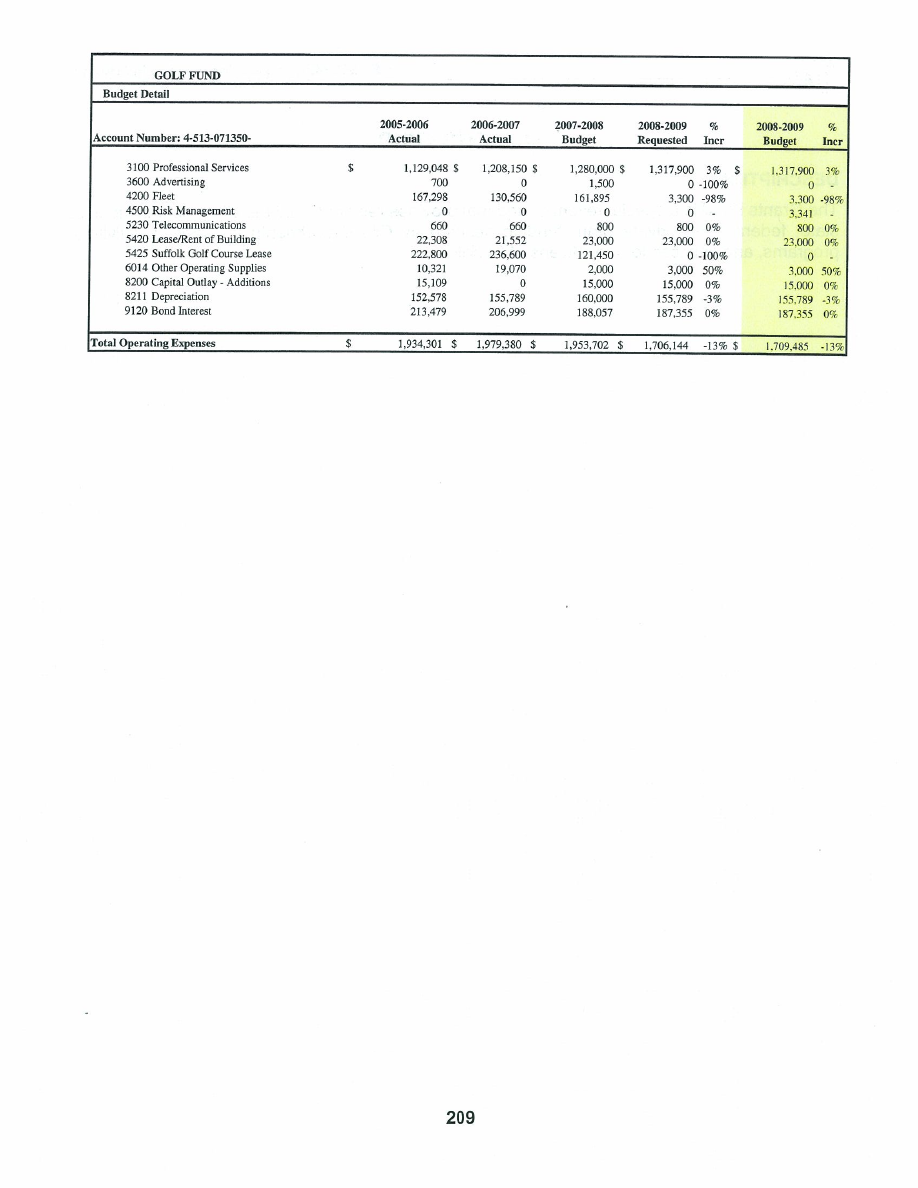 GOLF FUND
Budget Detail
2005-2006 2006-2007 2007-2008 2008-2009 % 2008-2009 %
Account Number: 4-513-071350- Actual Actual Budget Requested Incr Budget Incr
3100 Professional Services $ 1,129,048 $ 1,208,150 $ 1,280,000 $ 1,317,900 3% $ 1,317,900 3%
3600 Advertising 700 0 1,500 0 -100% 0 -
4200 Fleet 167,298 130,560 161,895 3,300 -98% 3,300 -98%
4500 Risk Management 0 0 0 0 - 3,341 -
5230 Telecommunications 660 660 800 800 0% 800 0%
5420 Lease/Rent of Building 22,308 21,552 23,000 23,000 0% 23,000 0%
5425 Suffolk Golf Course Lease 222,800 236,600 121,450 0 -100% 0 -
6014 Other Operating Supplies 10,321 19,070 2,000 3,000 50% 3,000 50%
8200 Capital Outlay - Additions 15,109 0 15,000 15,000 0% 15,000 0%
8211 Depreciation 152,578 155,789 160,000 155,789 -3% 155,789 -3%
9120 Bond Interest 213,479 206,999 188,057 187,355 0% 187,355 0%
Total Operating Expenses $ 1,934,301 $ 1,979,380 $ 1,953,702 $ 1,706,144 -13% $ 1,709,485 -13%
209